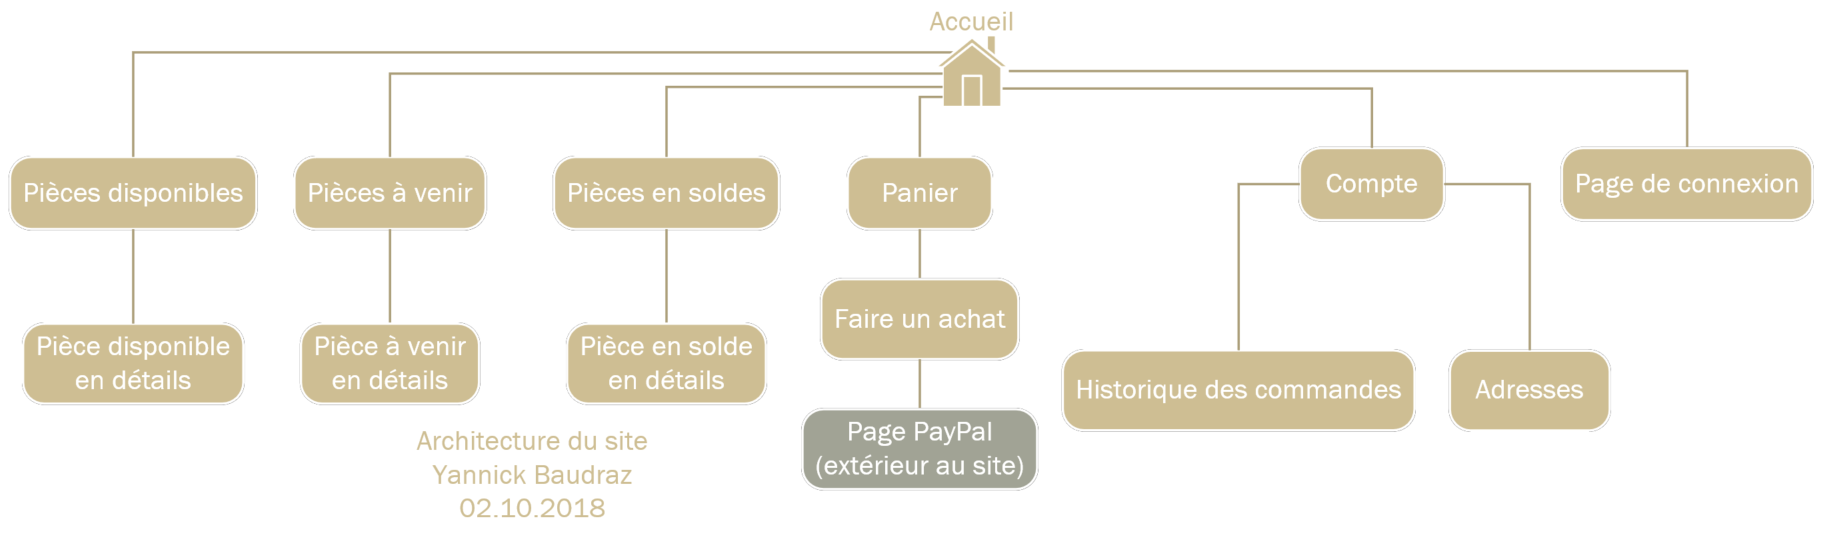 Accueil
Pièces disponibles
Pièces à venir
Pièces en soldes
Panier
Compte
Page de connexion
Faire un achat
Pièce disponible
en détails
Pièce à venir
en détails
Pièce en solde
en détails
Historique des commandes
Adresses
Page PayPal
(extérieur au site)
Architecture du site
Yannick Baudraz
02.10.2018